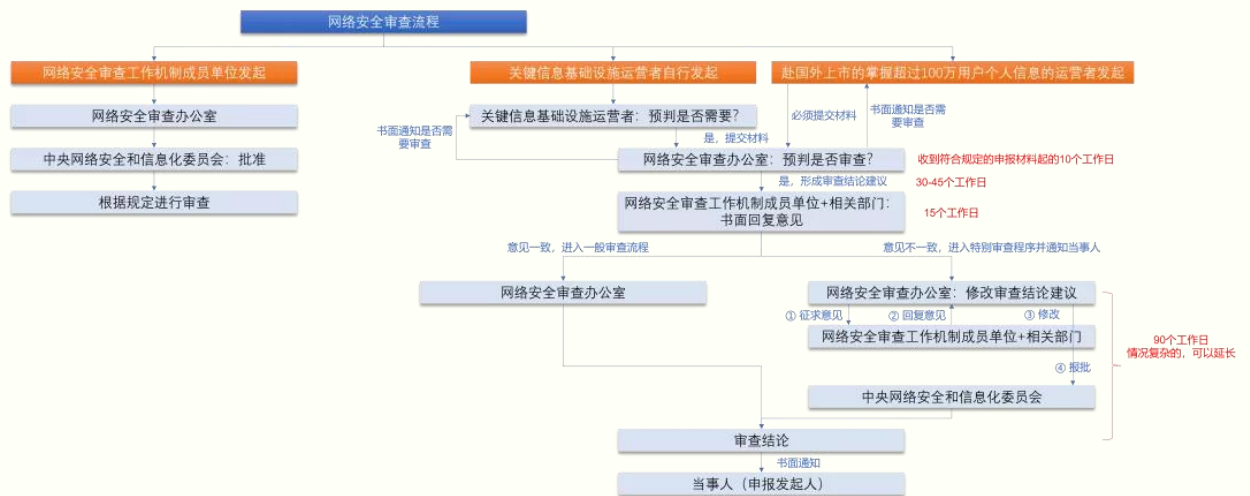 网络安全审查流程
网络安全审查工作机制成员单位发起
关键信息基础设施运营者自行发起
赴国外上市的掌握超过100万用户个人信息的运营者发起
网络安全审查办公室
关键信息基础设施运营者：预判是否需要？
书面通知是否需
要审查
必须提交材料
书面通知是否需
要审查
是，提交材料
中央网络安全和信息化委员会：批准
网络安全审查办公室：预判是否审查？
收到符合规定的申报材料起的10个工作日
是，形成审查结论建议
30-45个工作日
根据规定进行审查
网络安全审查工作机制成员单位+相关部门：
书面回复意见
15个工作日
意见一致，进入一般审查流程
意见不一致，进入特别审查程序并通知当事人
网络安全审查办公室
网络安全审查办公室：修改审查结论建议
① 征求意见
② 回复意见
③ 修改
网络安全审查工作机制成员单位+相关部门
90个工作日
情况复杂的，可以延长
④ 报批
中央网络安全和信息化委员会
审查结论
书面通知
当事人（申报发起人）